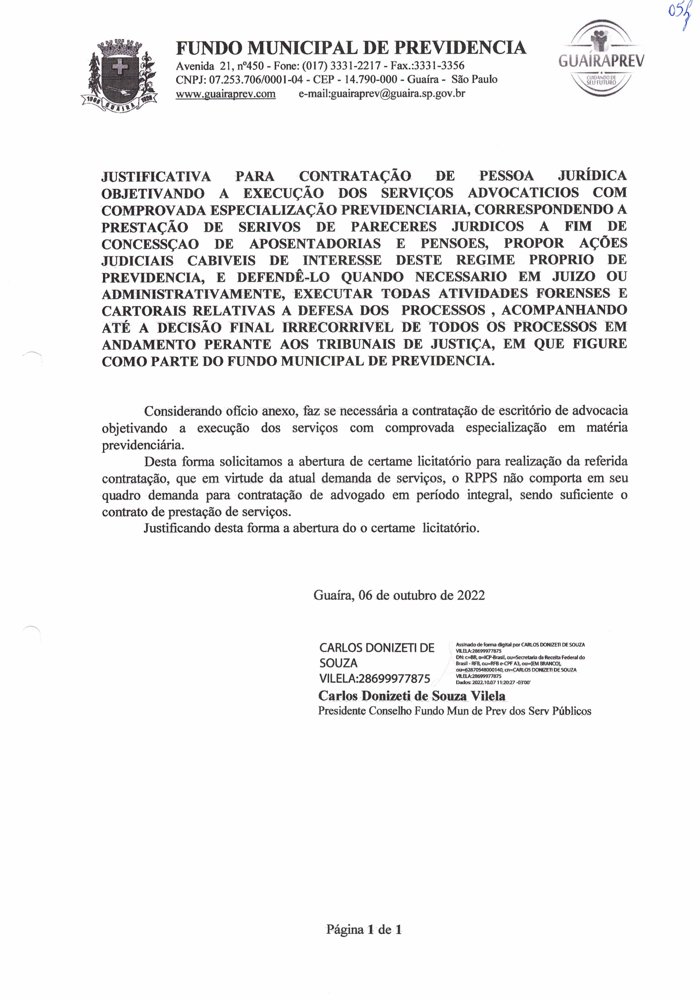 05
FUNDO MUNICIPAL DE PREVIDENCIA
Avenida 21, nº450 - Fone: (017) 3331-2217 - Fax.:3331-3356
CNPJ: 07.253.706/0001-04 - CEP - 14.790-000 - Guaíra - São Paulo
www.guairaprev.com e-mail:guairaprev@guaira.sp.gov.br
1908 GUAIRA 1928
GUAÍRAPREV
CUIDANDO DE
SEU FUTURO
JUSTIFICATIVA PARA CONTRATAÇÃO DE PESSOA JURÍDICA
OBJETIVANDO A EXECUÇÃO DOS SERVIÇOS ADVOCATICIOS COM
COMPROVADA ESPECIALIZAÇÃO PREVIDENCIARIA, CORRESPONDENDO A
PRESTAÇÃO DE SERIVOS DE PARECERES JURDICOS A FIM DE
CONCESSÇAO DE APOSENTADORIAS E PENSOES, PROPOR AÇÕES
JUDICIAIS CABIVEIS DE INTERESSE DESTE REGIME PROPRIO DE
PREVIDENCIA, E DEFENDÊ-LO QUANDO NECESSARIO EM JUIZO OU
ADMINISTRATIVAMENTE, EXECUTAR TODAS ATIVIDADES FORENSES E
CARTORAIS RELATIVAS A DEFESA DOS PROCESSOS , ACOMPANHANDO
ATÉ A DECISÃO FINAL IRRECORRIVEL DE TODOS OS PROCESSOS EM
ANDAMENTO PERANTE AOS TRIBUNAIS DE JUSTIÇA, EM QUE FIGURE
COMO PARTE DO FUNDO MUNICIPAL DE PREVIDENCIA.
Considerando ofício anexo, faz se necessária a contratação de escritório de advocacia
objetivando a execução dos serviços com comprovada especialização em matéria
previdenciária.
Desta forma solicitamos a abertura de certame licitatório para realização da referida
contratação, que em virtude da atual demanda de serviços, o RPPS não comporta em seu
quadro demanda para contratação de advogado em período integral, sendo suficiente o
contrato de prestação de serviços.
Justificando desta forma a abertura do o certame licitatório.
Guaíra, 06 de outubro de 2022
CARLOS DONIZETI DE
SOUZA
VILELA:28699977875
Assinado de forma digital por CARLOS DONIZETI DE SOUZA
VILELA:28699977875
DN: c=BR, o=ICP-Brasil, ou=Secretaria da Receita Federal do
Brasil - RFB, ou=RFB e-CPF A3, ou=(EM BRANCO),
ou=62870548000140, cn=CARLOS DONIZETI DE SOUZA
VILELA:28699977875
Dados: 2022.10.07 11:20:27 -03'00'
Carlos Donizeti de Souza Vilela
Presidente Conselho Fundo Mun de Prev dos Serv Públicos
Página 1 de 1